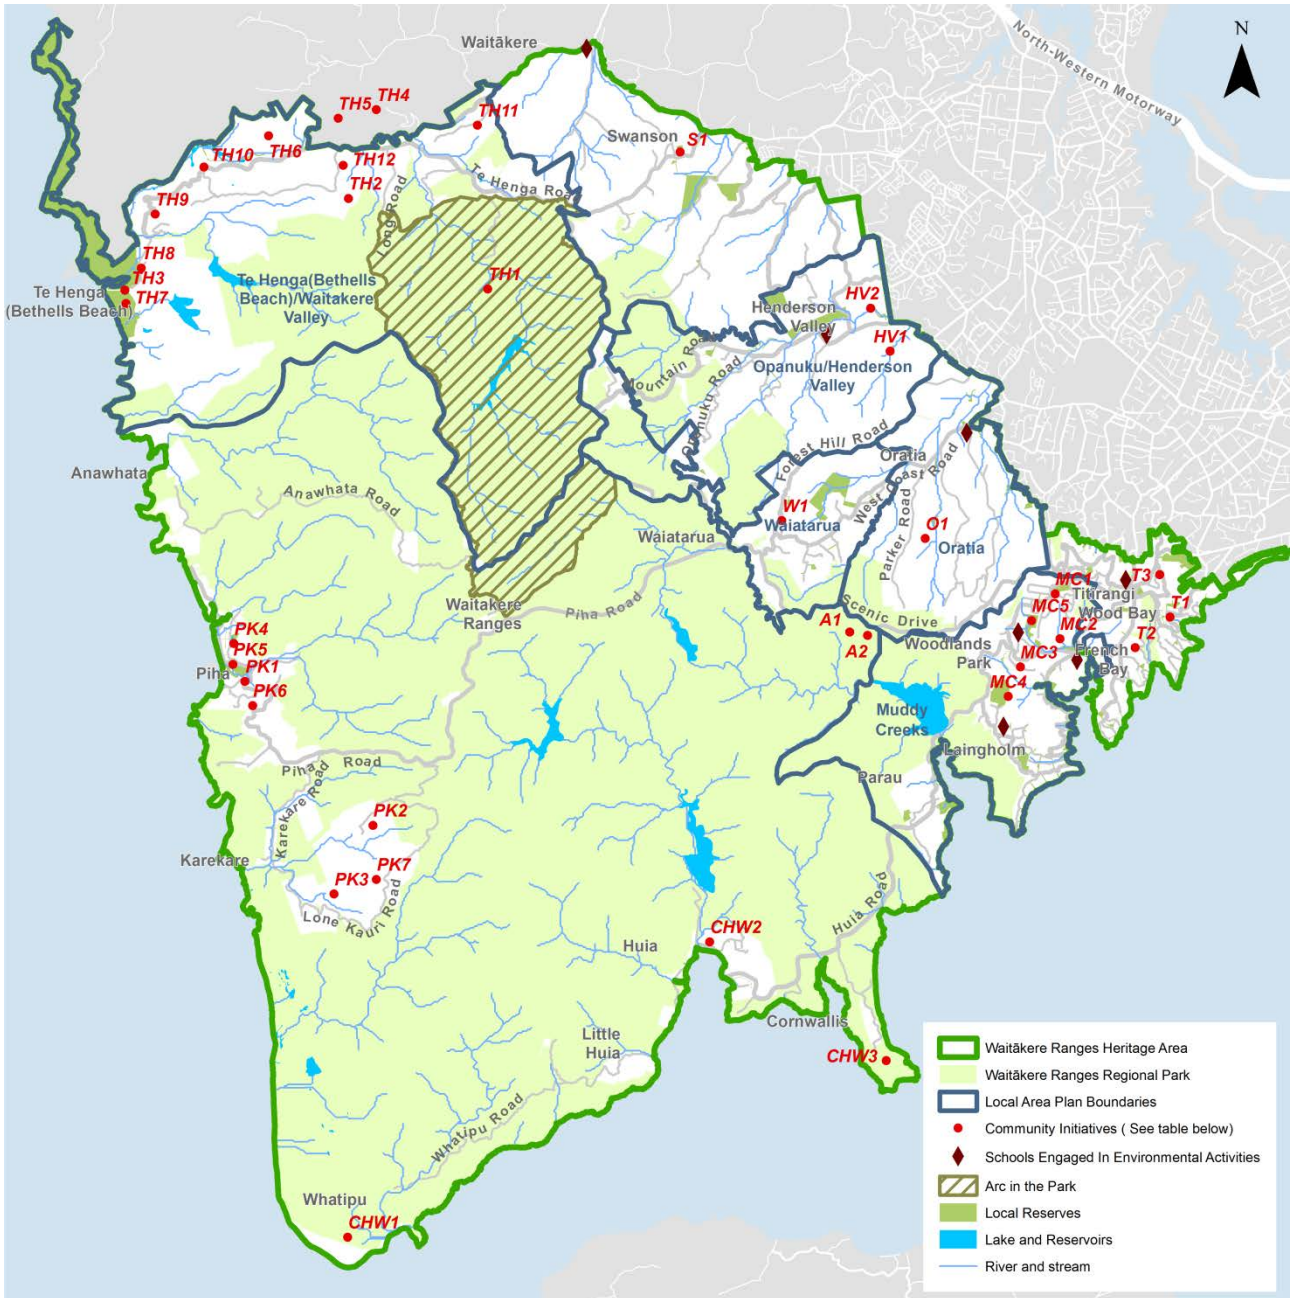 Waitākere
N
North-Western Motorway
TH5
TH4
TH11
Swanson
S1
TH6
TH10
TH12
TH2
Te Henga Road
Long Road
TH9
TH8
TH3
TH7
Te Henga
(Bethells Beach)
Te Henga(Bethells
Beach)/Waitakere
Valley
TH1
HV2
Henderson
Valley
HV1
Mountain Road
Opanuku Road
Opanuku/Henderson
Valley
Opanuku Road
Forest Hill Road
Oratia
West Coast Road
Anawhata
Anawhata Road
W1
Waiatarua
Waiatarua
Parker Road
O1
Oratia
MC1
T3
Titirangi
Wood Bay
MC5
T1
MC2
T2
French
Bay
Waitakere
Ranges
Piha Road
Scenic Drive
A1
A2
Woodlands
Park
MC3
MC4
PK4
PK5
PK1
Piha
PK6
Muddy
Creeks
Laingholm
Parau
Piha Road
Karekare Road
PK2
Karekare
PK7
PK3
Lone Kauri Road
Huia Road
CHW2
Huia
Cornwallis
Little
Huia
CHW3
Whatipu Road
Whatipu
CHW1
Waitākere Ranges Heritage Area
Waitākere Ranges Regional Park
Local Area Plan Boundaries
Community Initiatives ( See table below)
Schools Engaged In Environmental Activities
Arc in the Park
Local Reserves
Lake and Reservoirs
River and stream